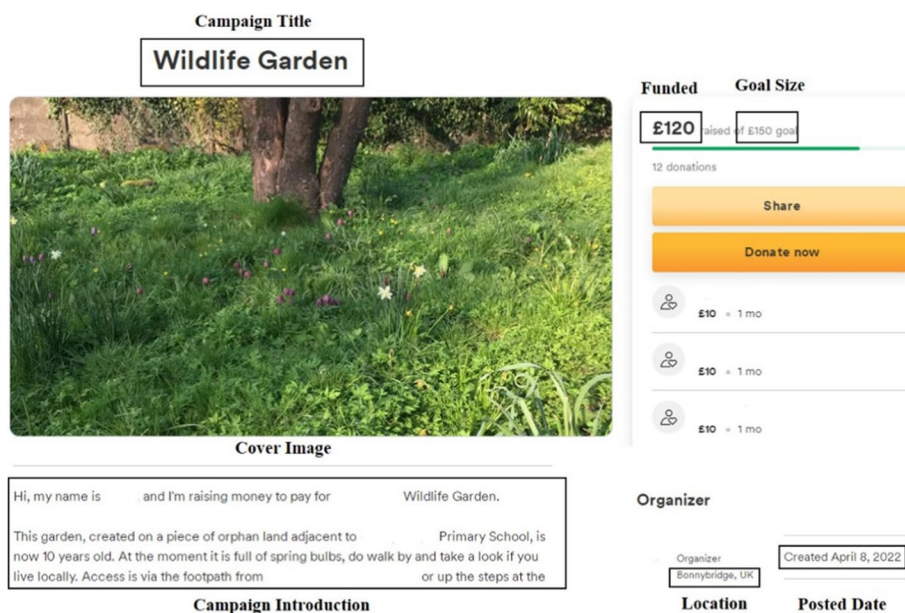 Campaign Title
Wildlife Garden
Funded Goal Size
£120 raised of £150 goal
12 donations
Share
Donate now
£10 1 mo
£10 1 mo
£10 1 mo
Cover Image
Hi, my name is and I'm raising money to pay for Wildlife Garden.
This garden, created on a piece of orphan land adjacent to Primary School, is
now 10 years old. At the moment it is full of spring bulbs, do walk by and take a look if you
live locally. Access is via the footpath from or up the steps at the
Campaign Introduction
Organizer
Organizer
Created April 8, 2022
Bonnybridge, UK
Location Posted Date